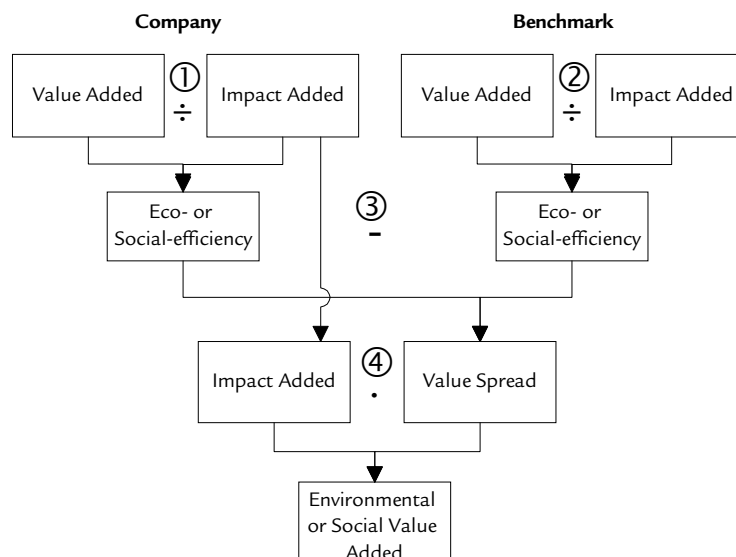 Company
Benchmark
①
②
Value Added
Impact Added
Value Added
Impact Added
÷
÷
③
-
Eco- or
Social-efficiency
Eco- or
Social-efficiency
④
Impact Added
Value Spread
·
Environmental
or Social Value
Added